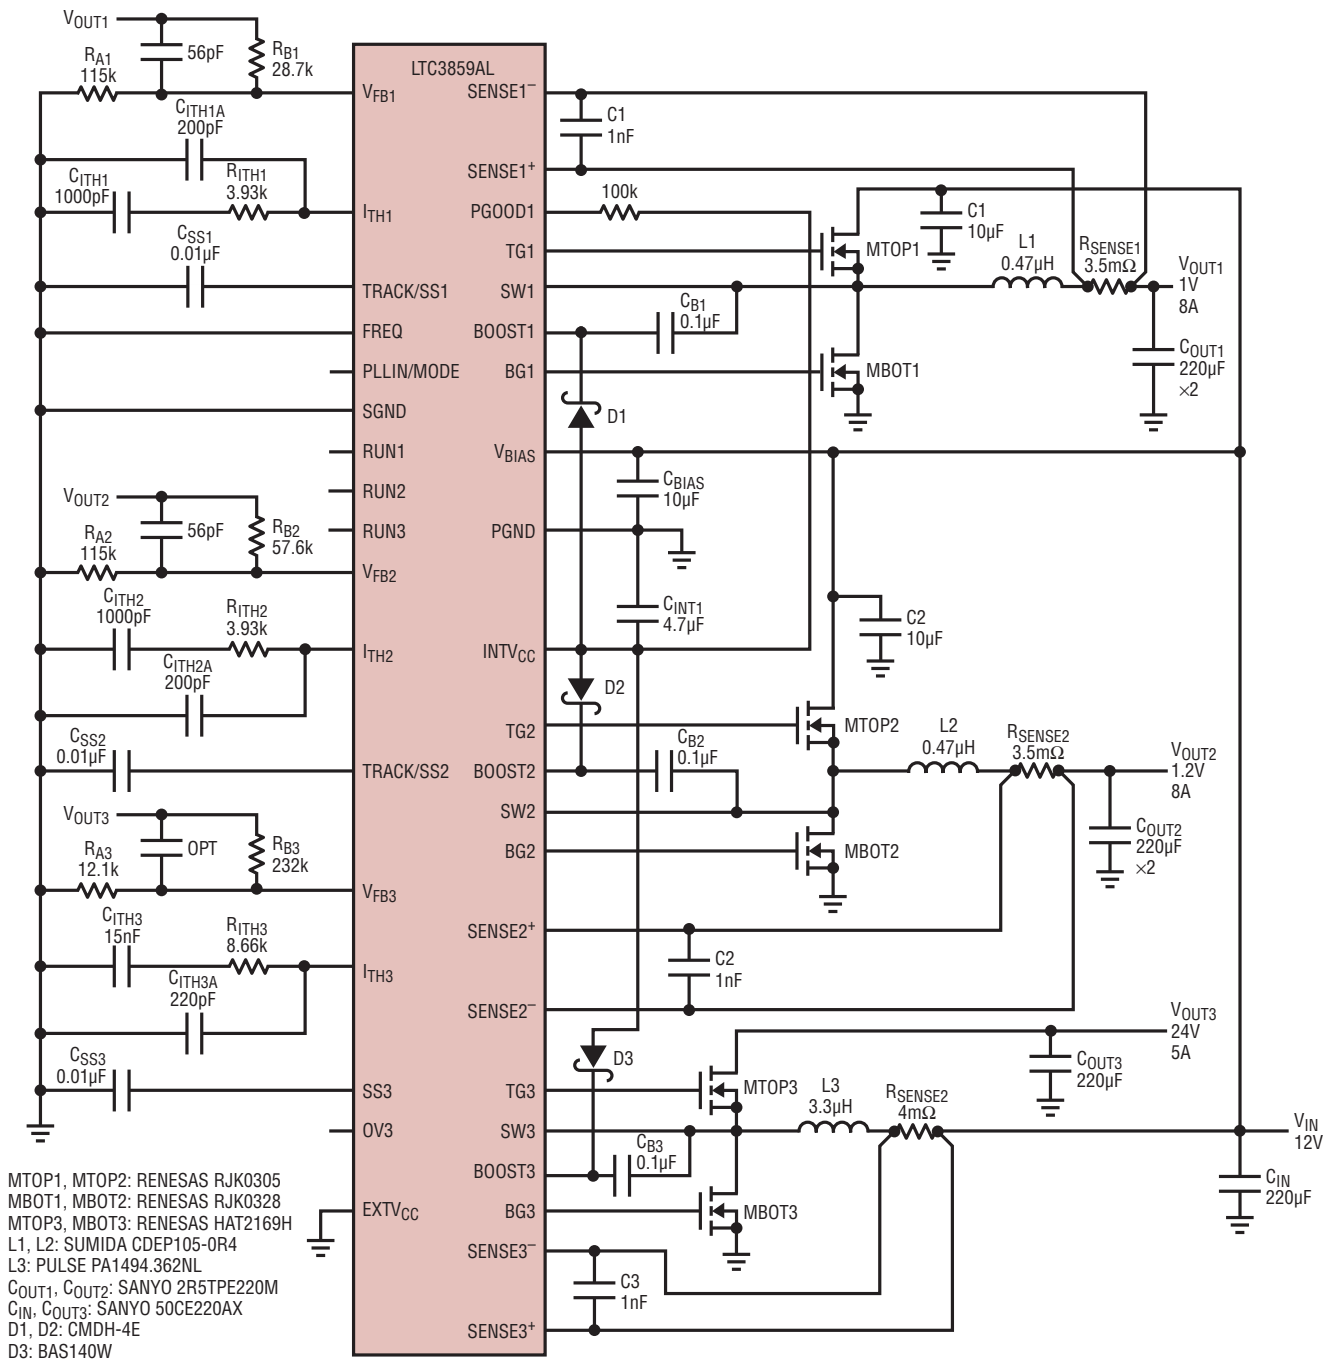 VOUT1
56pF
RB1
28.7k
RA1
115k
CITH1A
200pF
CITH1
1000pF
RITH1
3.93k
CSS1
0.01µF
VOUT2
56pF
RB2
57.6k
RA2
115k
CITH2
1000pF
RITH2
3.93k
CITH2A
200pF
CSS2
0.01µF
VOUT3
OPT
RB3
232k
RA3
12.1k
CITH3
15nF
RITH3
8.66k
CITH3A
220pF
CSS3
0.01µF
LTC3859AL
VFB1
ITH1
TRACK/SS1
FREQ
PLLIN/MODE
SGND
RUN1
RUN2
RUN3
VFB2
ITH2
TRACK/SS2
VFB3
ITH3
SS3
OV3
EXTVCC
SENSE1–
SENSE1+
PGOOD1
TG1
SW1
BOOST1
BG1
VBIAS
PGND
INTVCC
TG2
BOOST2
SW2
BG2
SENSE2+
SENSE2–
TG3
SW3
BOOST3
BG3
SENSE3–
SENSE3+
C1
1nF
100k
MTOP1
C1
10µF
L1
0.47µH
RSENSE1
3.5mΩ
VOUT1
1V
8A
CB1
0.1µF
MBOT1
COUT1
220µF
×2
D1
CBIAS
10µF
CINT1
4.7µF
C2
10µF
D2
MTOP2
L2
0.47µH
RSENSE2
3.5mΩ
VOUT2
1.2V
8A
CB2
0.1µF
MBOT2
COUT2
220µF
×2
C2
1nF
VOUT3
24V
5A
D3
MTOP3
COUT3
220µF
L3
3.3µH
RSENSE2
4mΩ
VIN
12V
CB3
0.1µF
MBOT3
CIN
220µF
C3
1nF
MTOP1, MTOP2: RENESAS RJK0305
MBOT1, MBOT2: RENESAS RJK0328
MTOP3, MBOT3: RENESAS HAT2169H
L1, L2: SUMIDA CDEP105-0R4
L3: PULSE PA1494.362NL
COUT1, COUT2: SANYO 2R5TPE220M
CIN, COUT3: SANYO 50CE220AX
D1, D2: CMDH-4E
D3: BAS140W